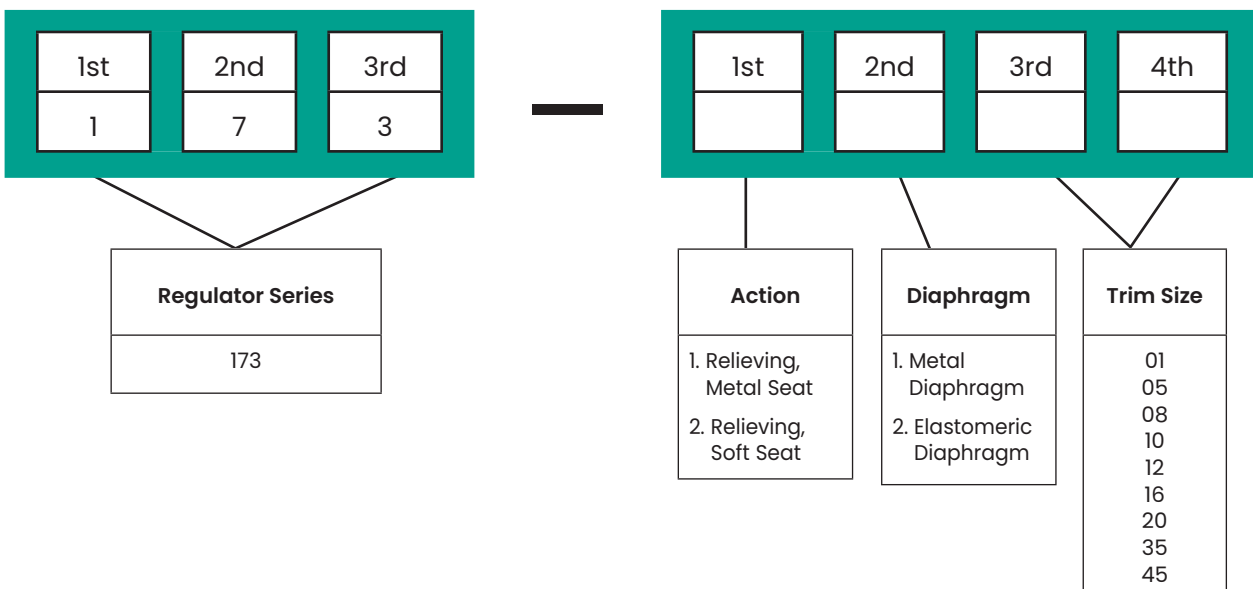 1st 2nd 3rd
1 7 3
1st 2nd 3rd 4th
Regulator Series
173
Action
1. Relieving,
Metal Seat
2. Relieving,
Soft Seat
Diaphragm
1. Metal
Diaphragm
2. Elastomeric
Diaphragm
Trim Size
01
05
08
10
12
16
20
35
45